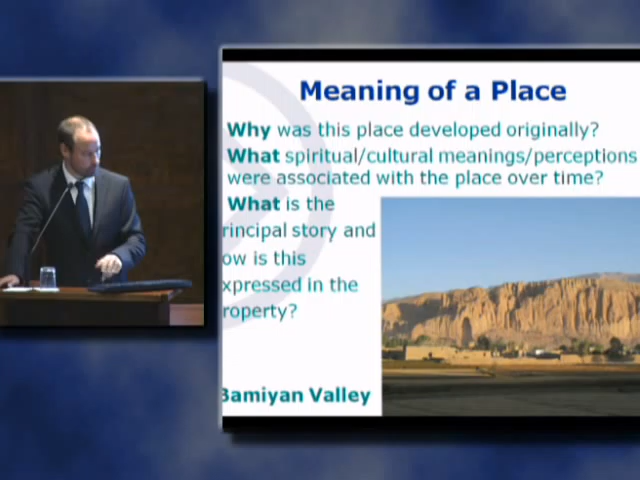 Meaning of a Place
Why was this place developed originally?
What spiritual/cultural meanings/perceptions
were associated with the place over time?
What is the
rincipal story and
ow is this
xpressed in the
roperty?
Bamiyan Valley